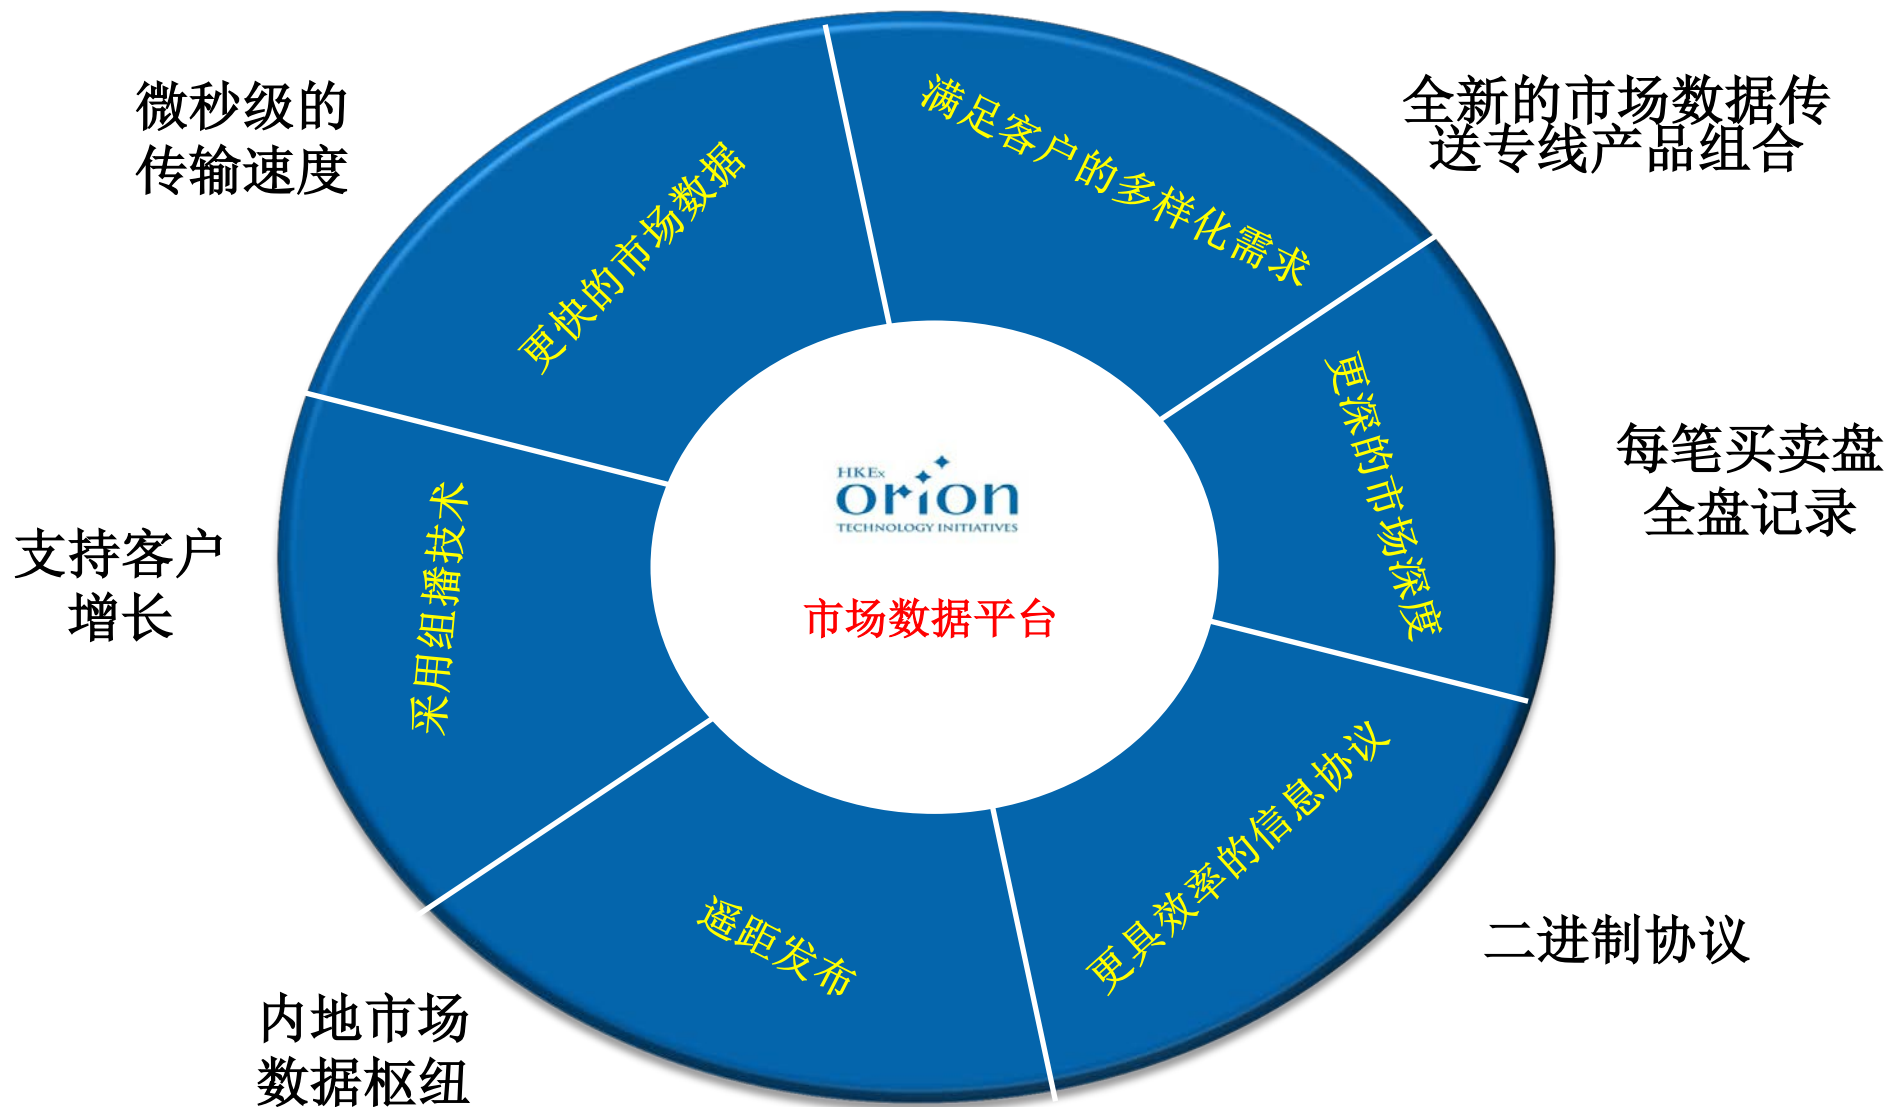 微秒级的
传输速度
全新的市场数据传
送专线产品组合
满足客户的多样化需求
更快的市场数据
更深的市场深度
每笔买卖盘
全盘记录
HKEx
orion
TECHNOLOGY INITIATIVES
市场数据平台
支持客户
增长
采用组播技术
更具效率的信息协议
二进制协议
遥距发布
内地市场
数据枢纽